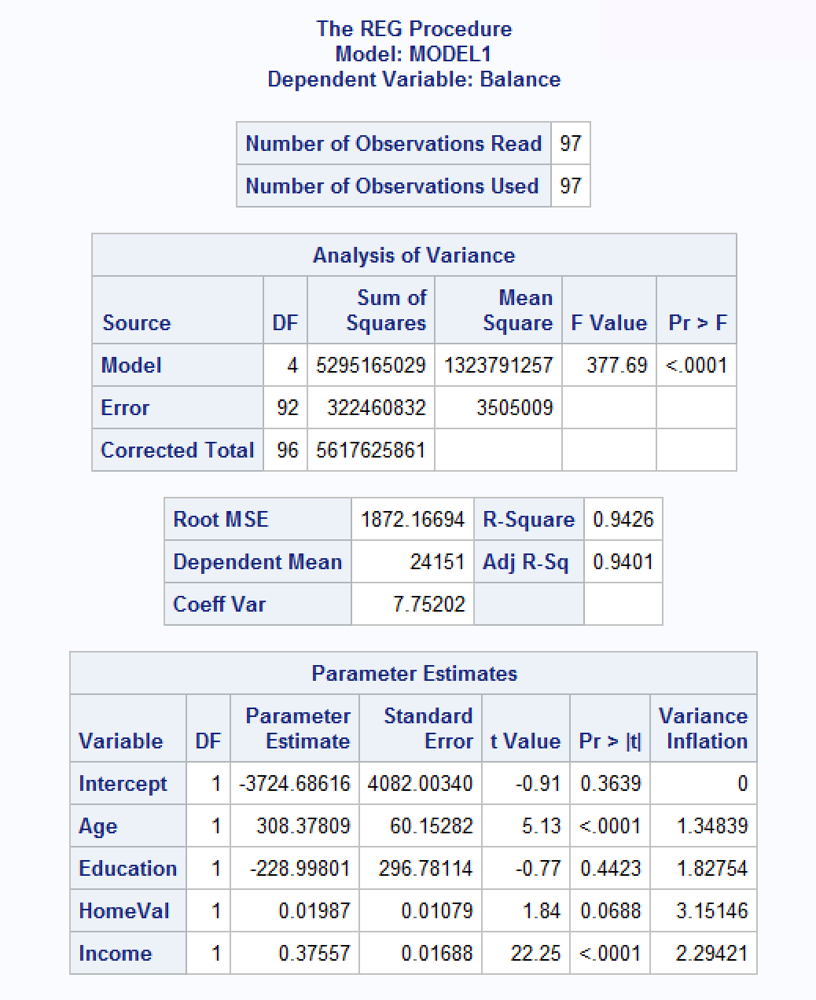 The REG Procedure
Model: MODEL1
Dependent Variable: Balance
Number of Observations Read 97
Number of Observations Used 97
Analysis of Variance
Source DF Sum of Squares Mean Square F Value Pr > F
Model 4 5295165029 1323791257 377.69 <.0001
Error 92 322460832 3505009
Corrected Total 96 5617625861
Root MSE 1872.16694 R-Square 0.9426
Dependent Mean 24151 Adj R-Sq 0.9401
Coeff Var 7.75202
Parameter Estimates
Variable DF Parameter Estimate Standard Error t Value Pr > |t| Variance Inflation
Intercept 1 -3724.68616 4082.00340 -0.91 0.3639 0
Age 1 308.37809 60.15282 5.13 <.0001 1.34839
Education 1 -228.99801 296.78114 -0.77 0.4423 1.82754
HomeVal 1 0.01987 0.01079 1.84 0.0688 3.15146
Income 1 0.37557 0.01688 22.25 <.0001 2.29421